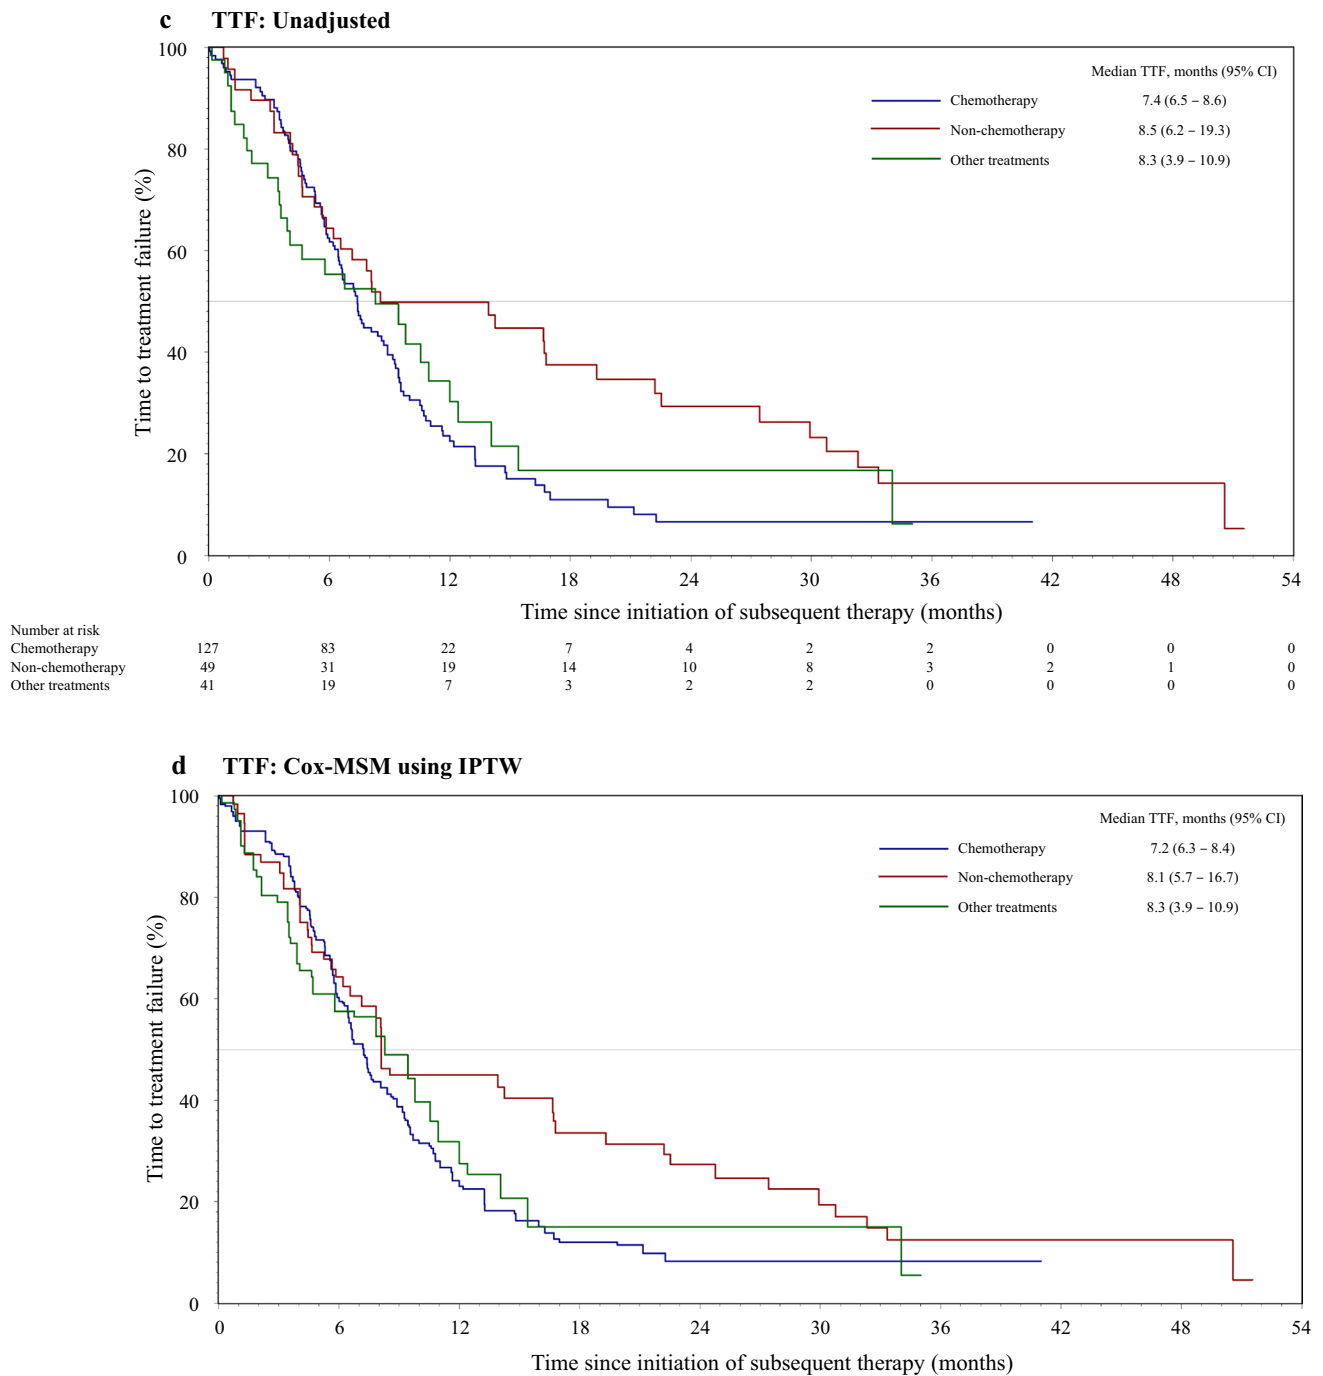 c TTF: Unadjusted
Median TTF, months (95% CI)
Chemotherapy 7.4 (6.5 – 8.6)
Non-chemotherapy 8.5 (6.2 – 19.3)
Other treatments 8.3 (3.9 – 10.9)
Time to treatment failure (%)
100
80
60
40
20
0
0 6 12 18 24 30 36 42 48 54
Time since initiation of subsequent therapy (months)
Number at risk
Chemotherapy 127 83 22 7 4 2 2 0 0 0
Non-chemotherapy 49 31 19 14 10 8 3 2 1 0
Other treatments 41 19 7 3 2 2 0 0 0 0
d TTF: Cox-MSM using IPTW
Median TTF, months (95% CI)
Chemotherapy 7.2 (6.3 – 8.4)
Non-chemotherapy 8.1 (5.7 – 16.7)
Other treatments 8.3 (3.9 – 10.9)
Time to treatment failure (%)
100
80
60
40
20
0
0 6 12 18 24 30 36 42 48 54
Time since initiation of subsequent therapy (months)